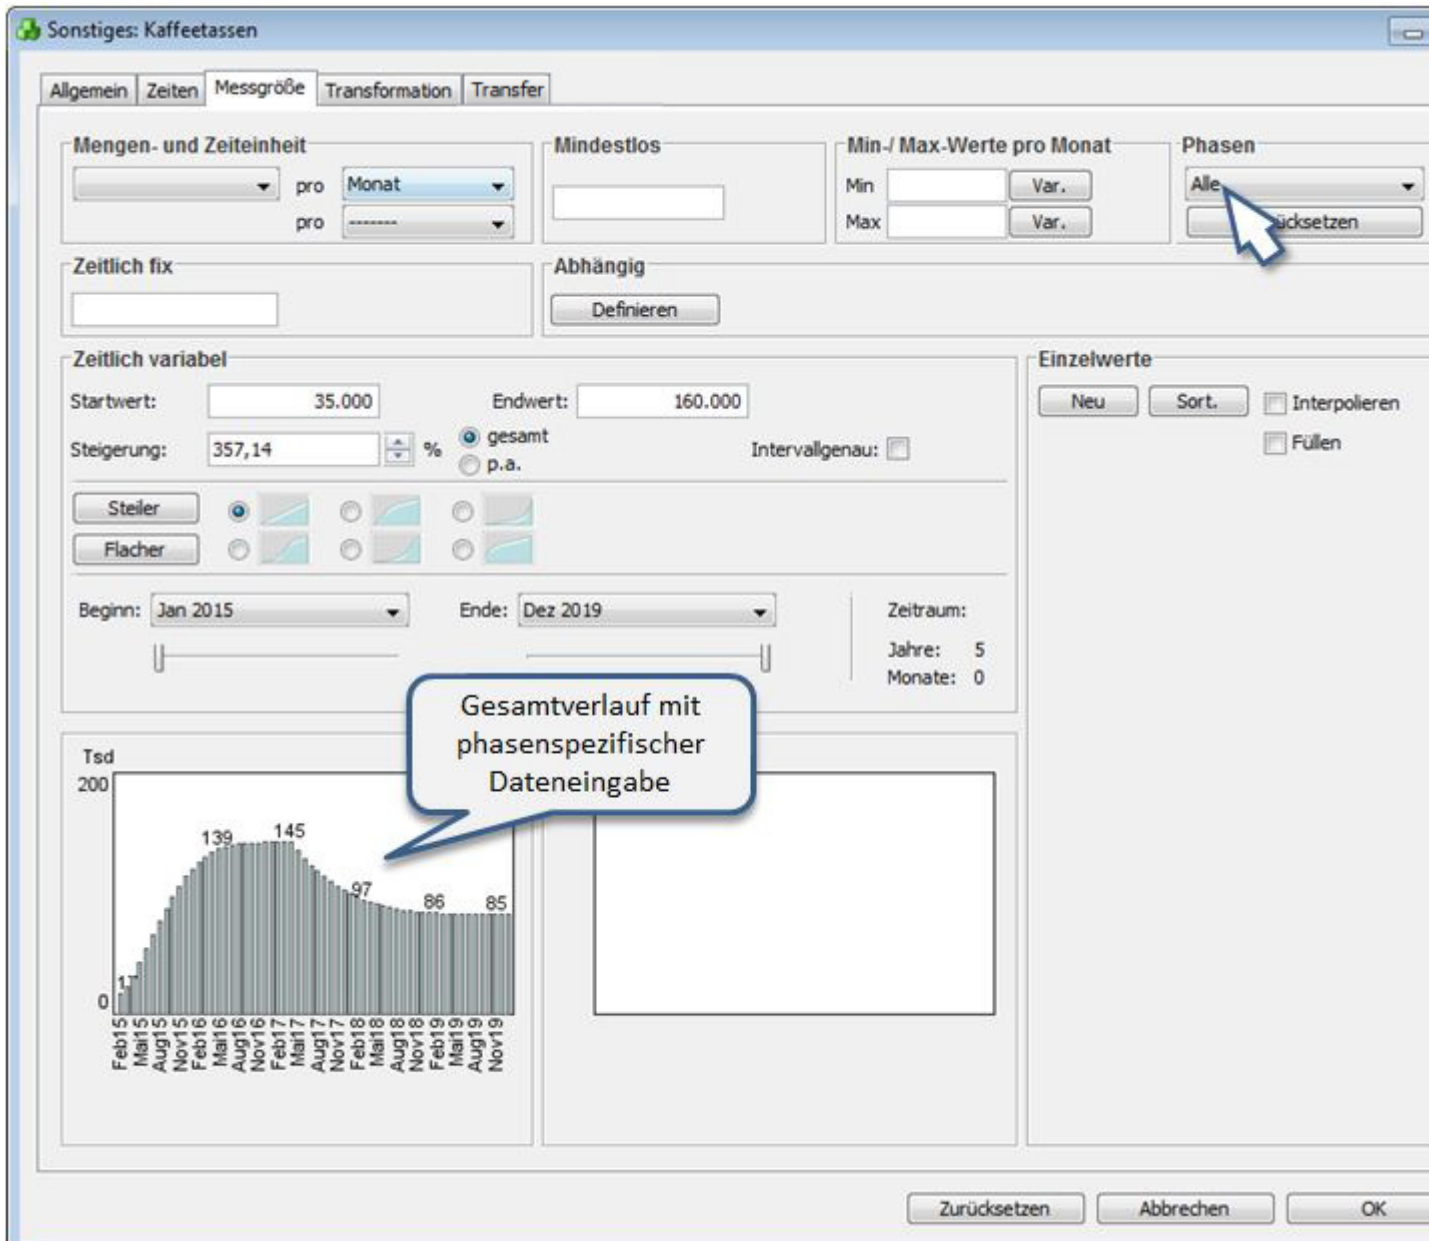 Sonstiges: Kaffeetassen
Allgemein Zeiten Messgröße Transformation Transfer
Mengen- und Zeiteinheit
pro Monat
pro -------
Mindestlos
Min-/ Max-Werte pro Monat
Min Var.
Max Var.
Phasen
Alle
ücksetzen
Zeitlich fix
Abhängig
Definieren
Zeitlich variabel
Startwert: 35.000 Endwert: 160.000
Steigerung: 357,14 % gesamt
p.a.
Intervallgenau:
Steiler
Flacher
Beginn: Jan 2015 Ende: Dez 2019
Zeitraum:
Jahre: 5
Monate: 0
Einzelwerte
Neu Sort. Interpolieren
Füllen
Gesamtverlauf mit
phasenspezifischer
Dateneingabe
Tsd
200
139 145
97 86 85
0
Feb15 Mai15 Aug15 Nov15 Feb16 Mai16 Aug16 Nov16 Feb17 Mai17 Aug17 Nov17 Feb18 Mai18 Aug18 Nov18 Feb19 Mai19 Aug19 Nov19
Zurücksetzen Abbrechen OK